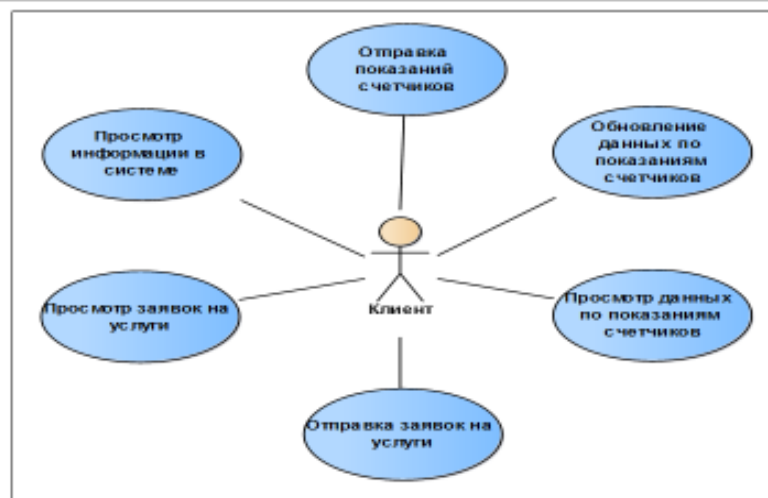 Отправка
показаний
счетчиков
Просмотр
информации в
системе
Обновление
данных по
показаниям
счетчиков
Клиент
Просмотр заявок на
услуги
Просмотр данных
по показаниям
счетчиков
Отправка заявок на
услуги